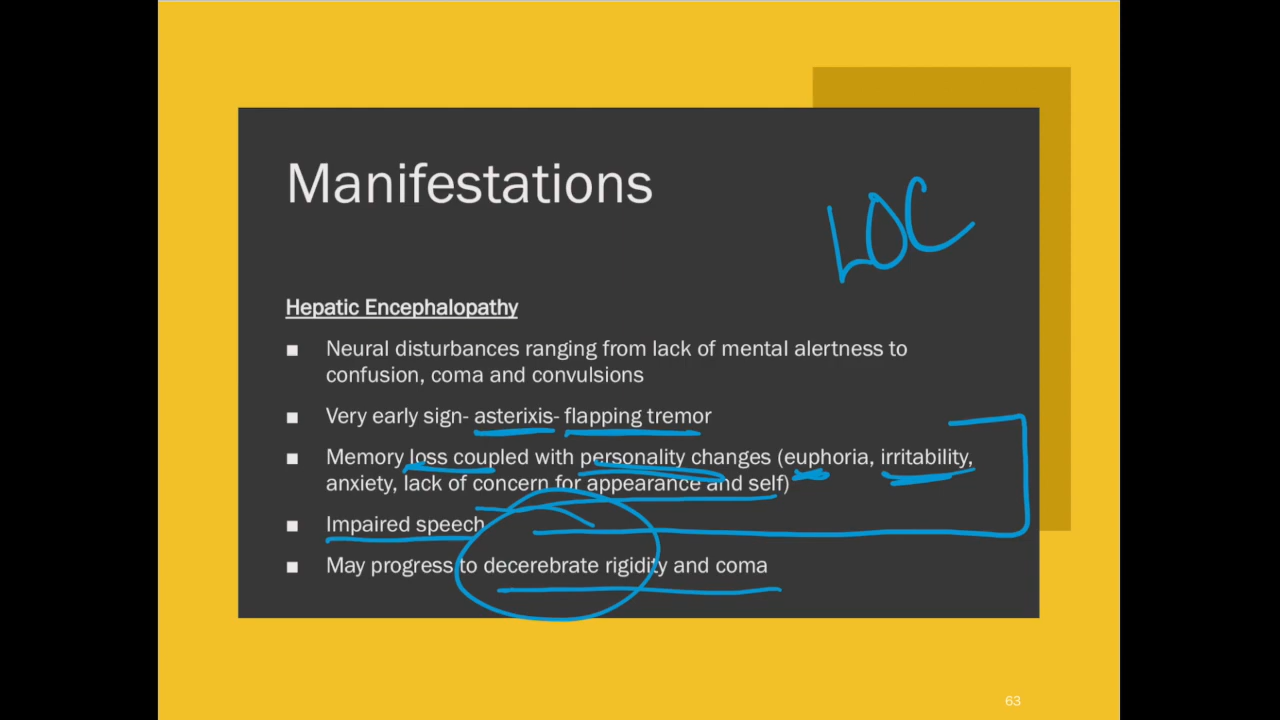 Manifestations
LOC
Hepatic Encephalopathy
■ Neural disturbances ranging from lack of mental alertness to
confusion, coma and convulsions
■ Very early sign- asterixis- flapping tremor
■ Memory loss coupled with personality changes (euphoria, irritability,
anxiety, lack of concern for appearance and self)
■ Impaired speech
■ May progress to decerebrate rigidity and coma
63